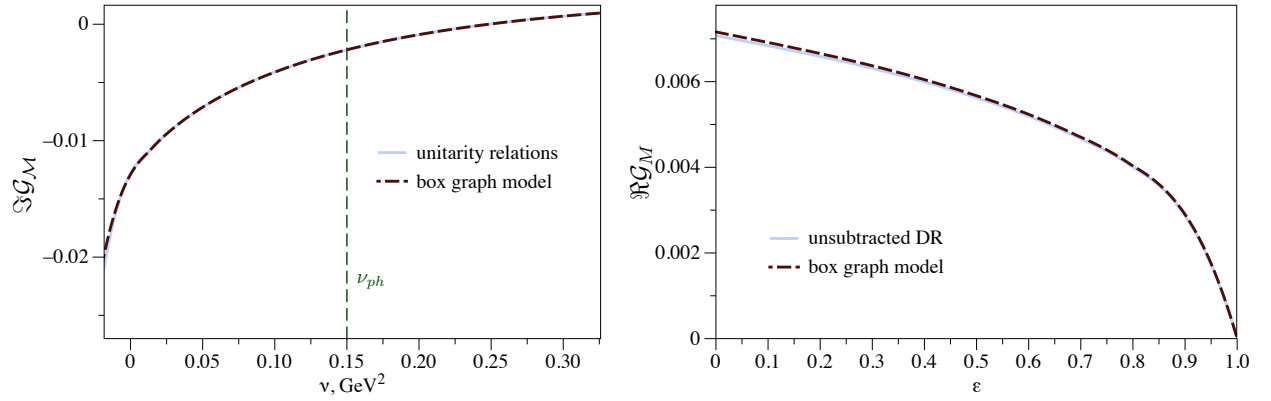 0
−0.01
−0.02
ℑ𝒢ₘ
unitarity relations
box graph model
ν_ph
0 0.05 0.10 0.15 0.20 0.25 0.30
ν, GeV²
0.006
0.004
0.002
0
ℜ𝒢ₘ
unsubtracted DR
box graph model
0 0.1 0.2 0.3 0.4 0.5 0.6 0.7 0.8 0.9 1.0
ε